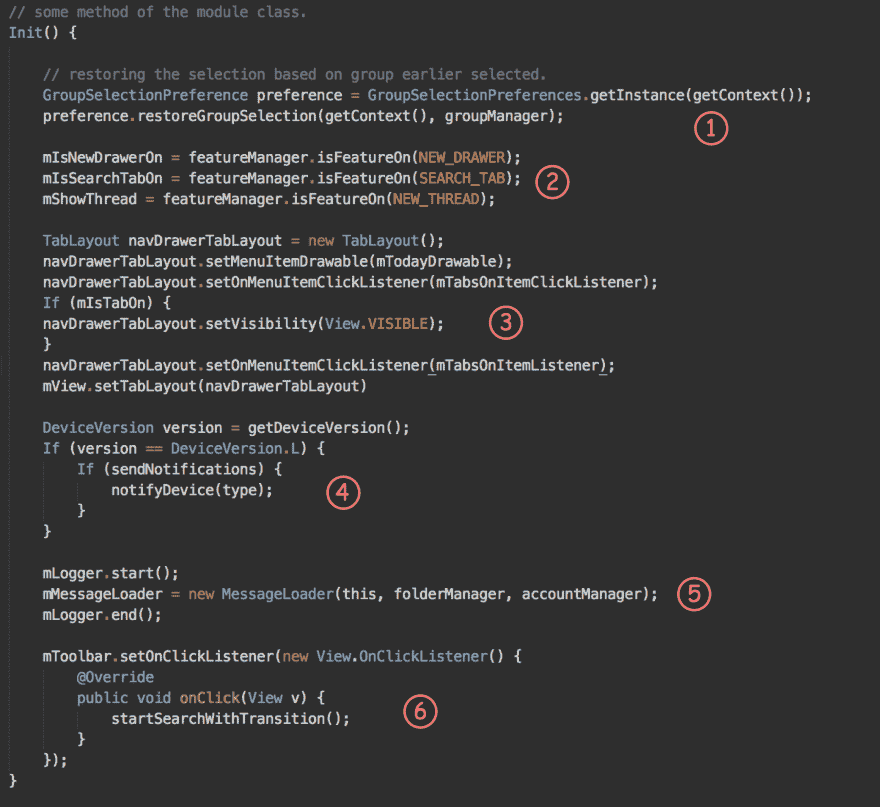 // some method of the module class.
Init() {
// restoring the selection based on group earlier selected.
GroupSelectionPreference preference = GroupSelectionPreferences.getInstance(getContext());
preference.restoreGroupSelection(getContext(), groupManager);
1
mIsNewDrawerOn = featureManager.isFeatureOn(NEW_DRAWER);
mIsSearchTabOn = featureManager.isFeatureOn(SEARCH_TAB);
2
mShowThread = featureManager.isFeatureOn(NEW_THREAD);
TabLayout navDrawerTabLayout = new TabLayout();
navDrawerTabLayout.setMenuItemDrawable(mTodayDrawable);
navDrawerTabLayout.setOnMenuItemClickListener(mTabsOnItemClickListener);
If (mIsTabOn) {
navDrawerTabLayout.setVisibility(View.VISIBLE);
3
}
navDrawerTabLayout.setOnMenuItemClickListener(mTabsOnItemListener);
mView.setTabLayout(navDrawerTabLayout)
DeviceVersion version = getDeviceVersion();
If (version == DeviceVersion.L) {
If (sendNotifications) {
notifyDevice(type);
4
}
}
mLogger.start();
mMessageLoader = new MessageLoader(this, folderManager, accountManager);
5
mLogger.end();
mToolbar.setOnClickListener(new View.OnClickListener() {
@Override
public void onClick(View v) {
startSearchWithTransition();
6
}
});
}